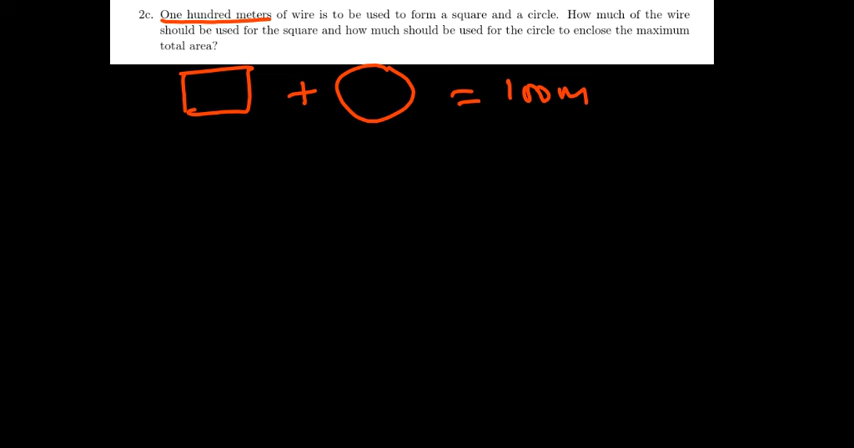 2c. One hundred meters of wire is to be used to form a square and a circle. How much of the wire
should be used for the square and how much should be used for the circle to enclose the maximum
total area?
+ = 100m